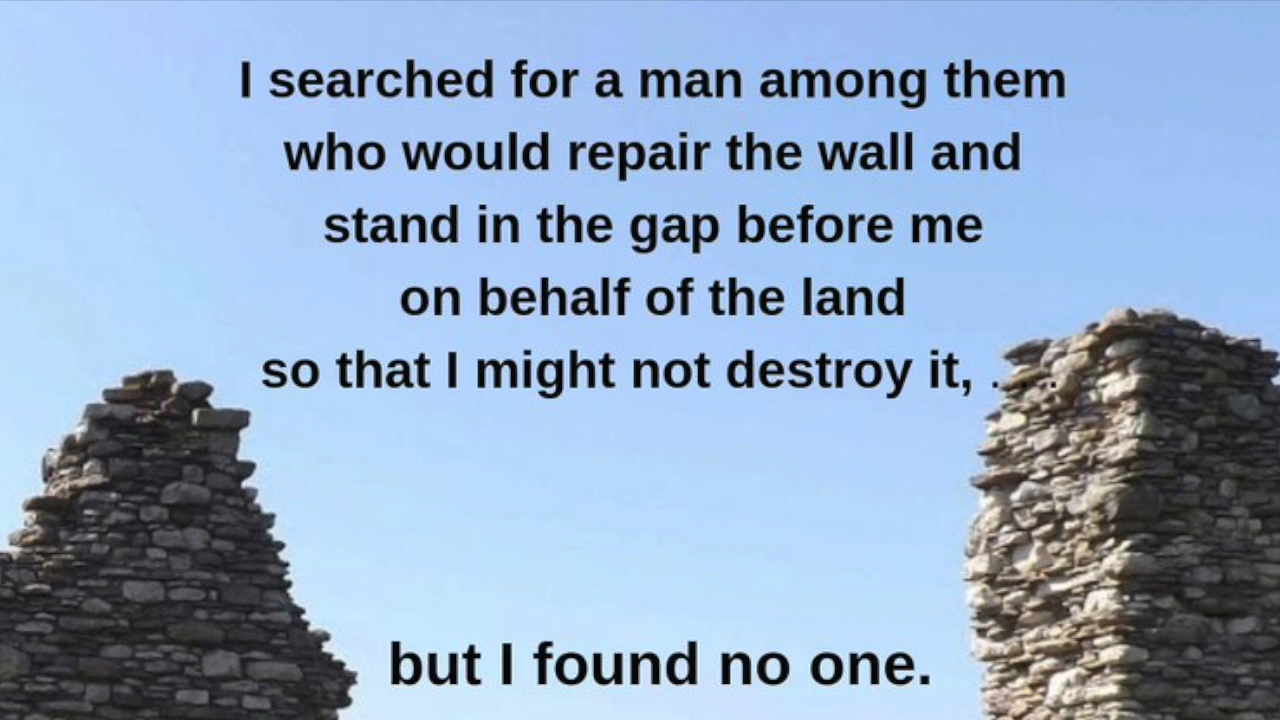 I searched for a man among them
who would repair the wall and
stand in the gap before me
on behalf of the land
so that I might not destroy it, . . .
but I found no one.